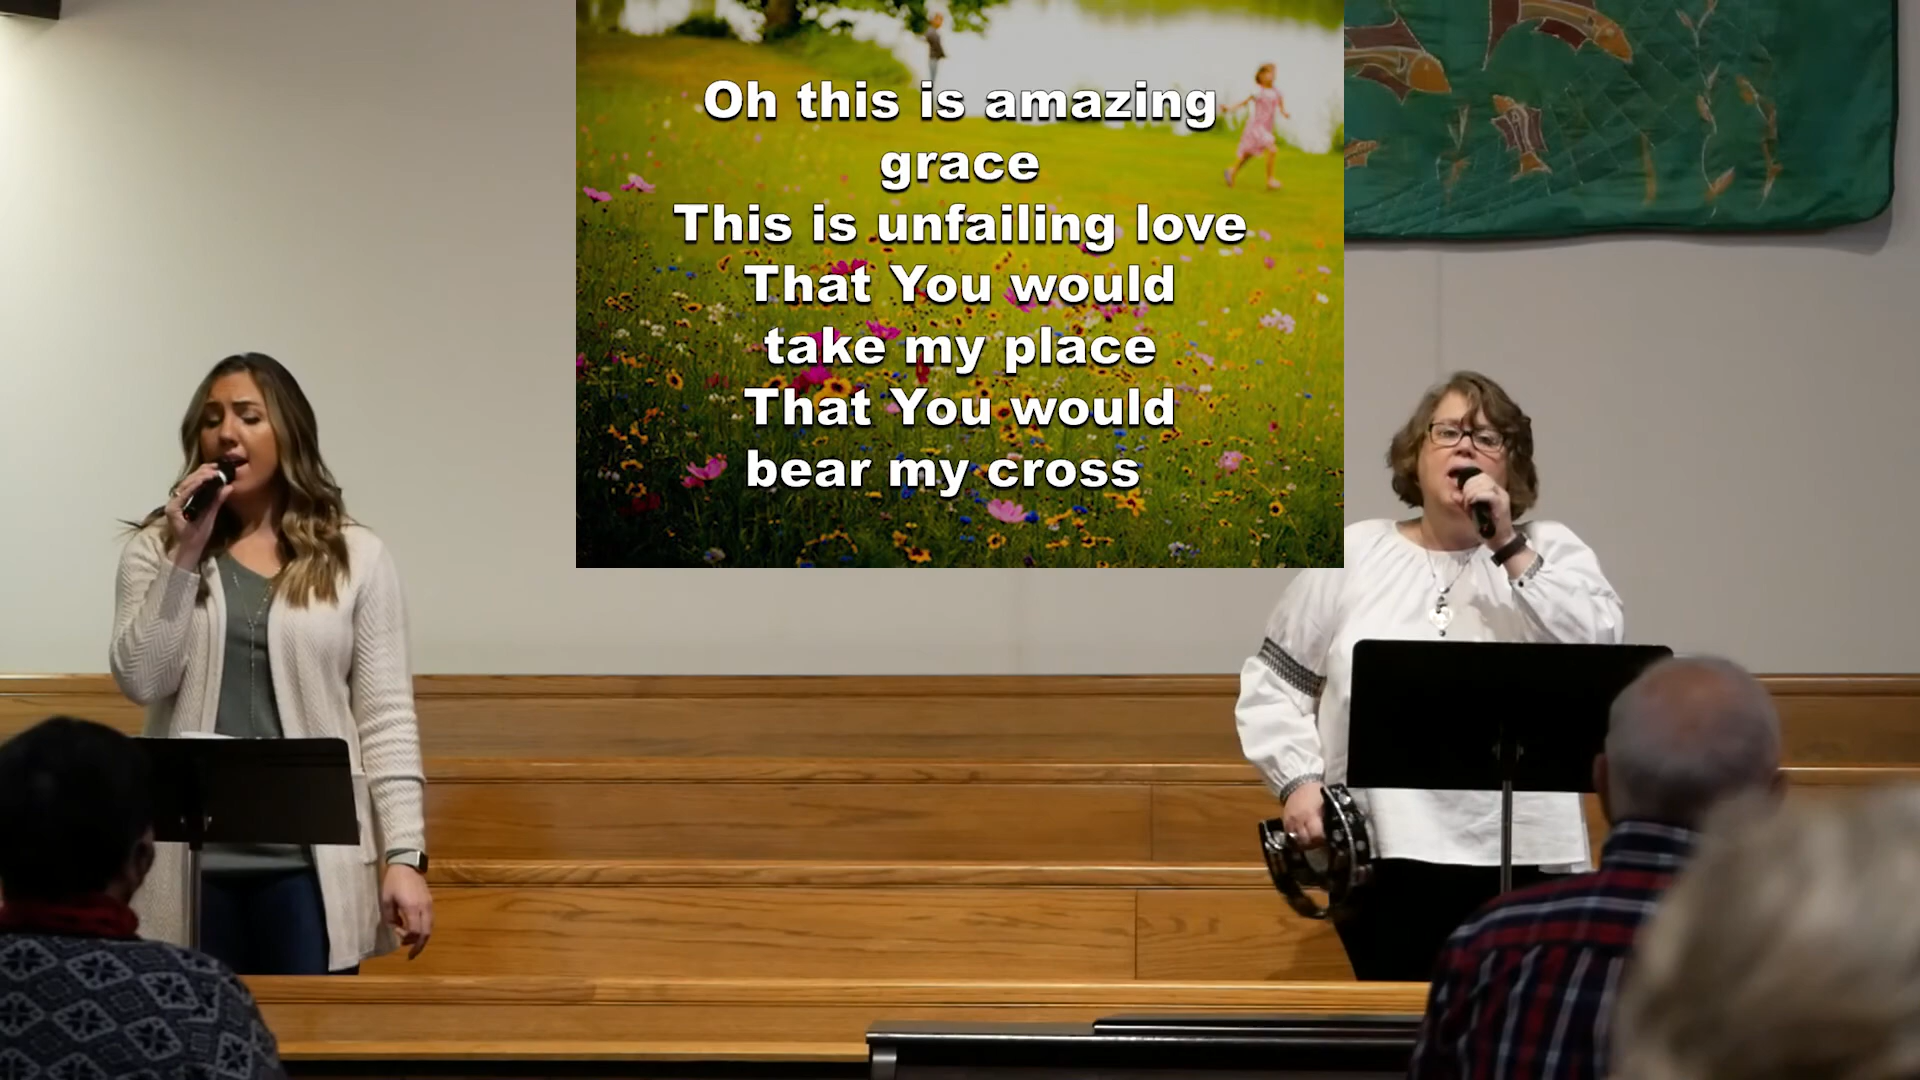 Oh this is amazing
grace
This is unfailing love
That You would
take my place
That You would
bear my cross